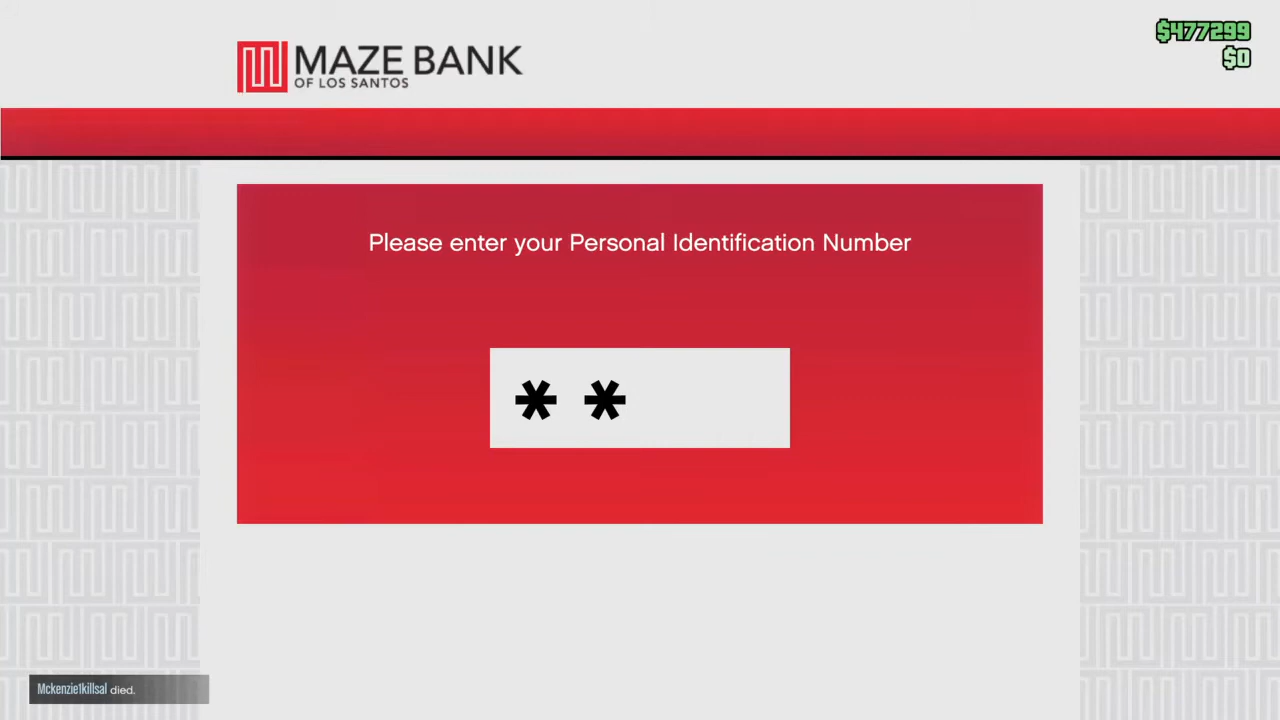 $477299
$0
MAZE BANK
OF LOS SANTOS
Please enter your Personal Identification Number
* *
Mckenzie1killsal died.